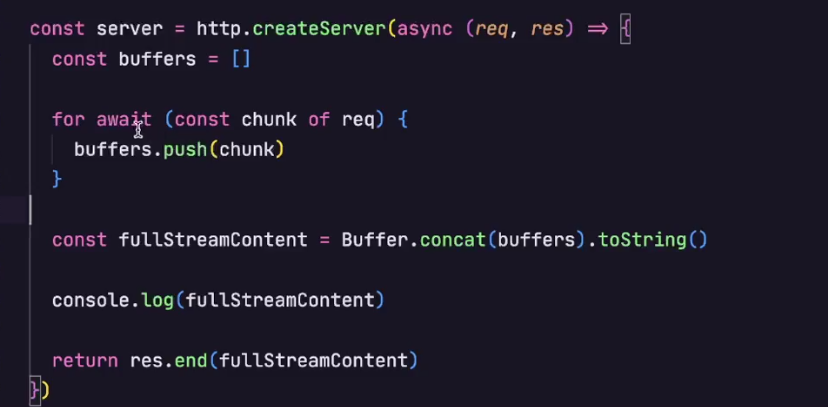 const server = http.createServer(async (req, res) => {
const buffers = []
for await (const chunk of req) {
buffers.push(chunk)
}
const fullStreamContent = Buffer.concat(buffers).toString()
console.log(fullStreamContent)
return res.end(fullStreamContent)
})